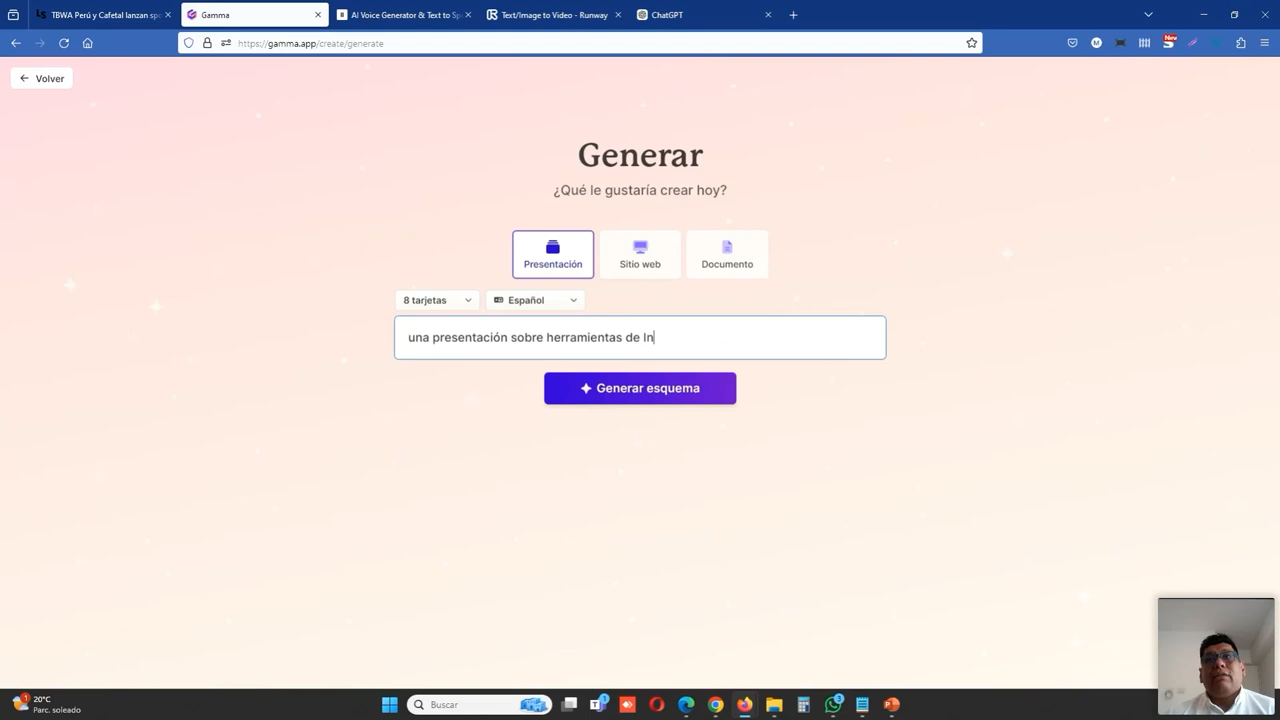 TBWA Perú y Cafetal lanzan spo
Gamma
AI Voice Generator & Text to Sp
Text/Image to Video - Runway
ChatGPT
https://gamma.app/create/generate
New
Volver
Generar
¿Qué le gustaría crear hoy?
Presentación
Sitio web
Documento
8 tarjetas
Español
una presentación sobre herramientas de In
Generar esquema
20°C
Parc. soleado
Buscar